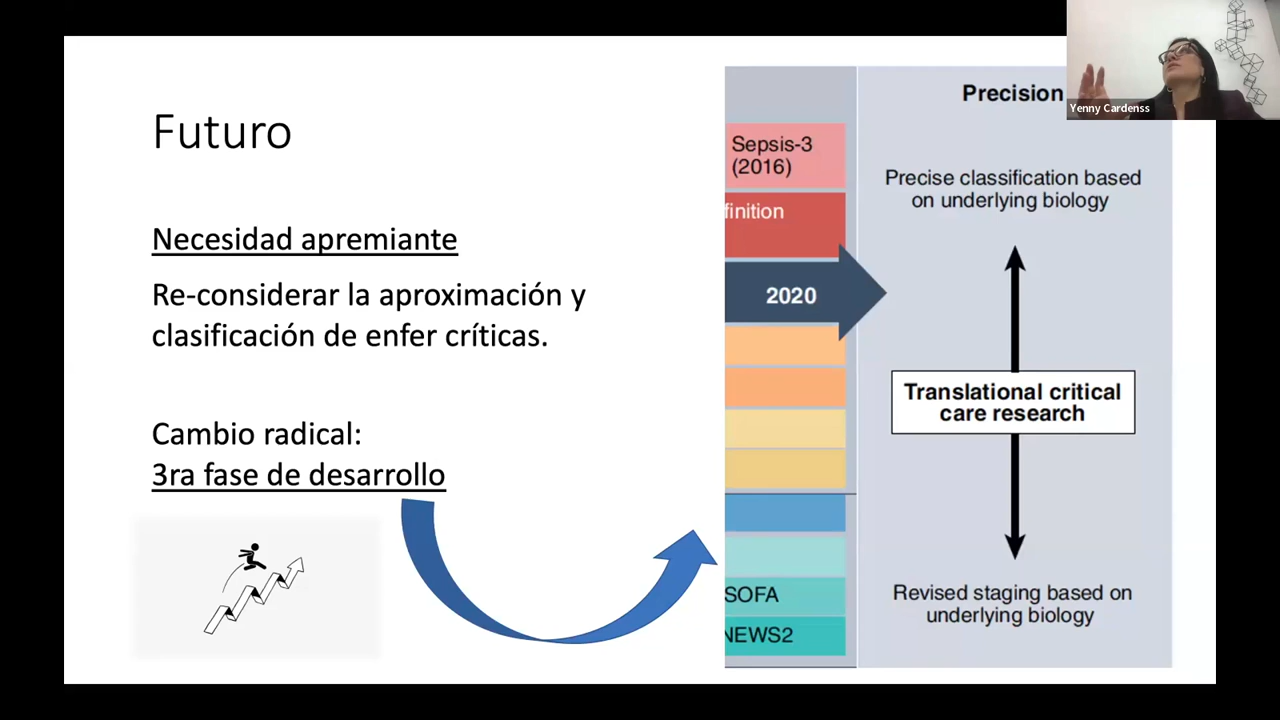 Futuro
Necesidad apremiante
Re-considerar la aproximación y
clasificación de enfer críticas.
Cambio radical:
3ra fase de desarrollo
Sepsis-3
(2016)
finition
2020
SOFA
NEWS2
Precision
Precise classification based
on underlying biology
Translational critical
care research
Revised staging based on
underlying biology
Yenny Cardenss